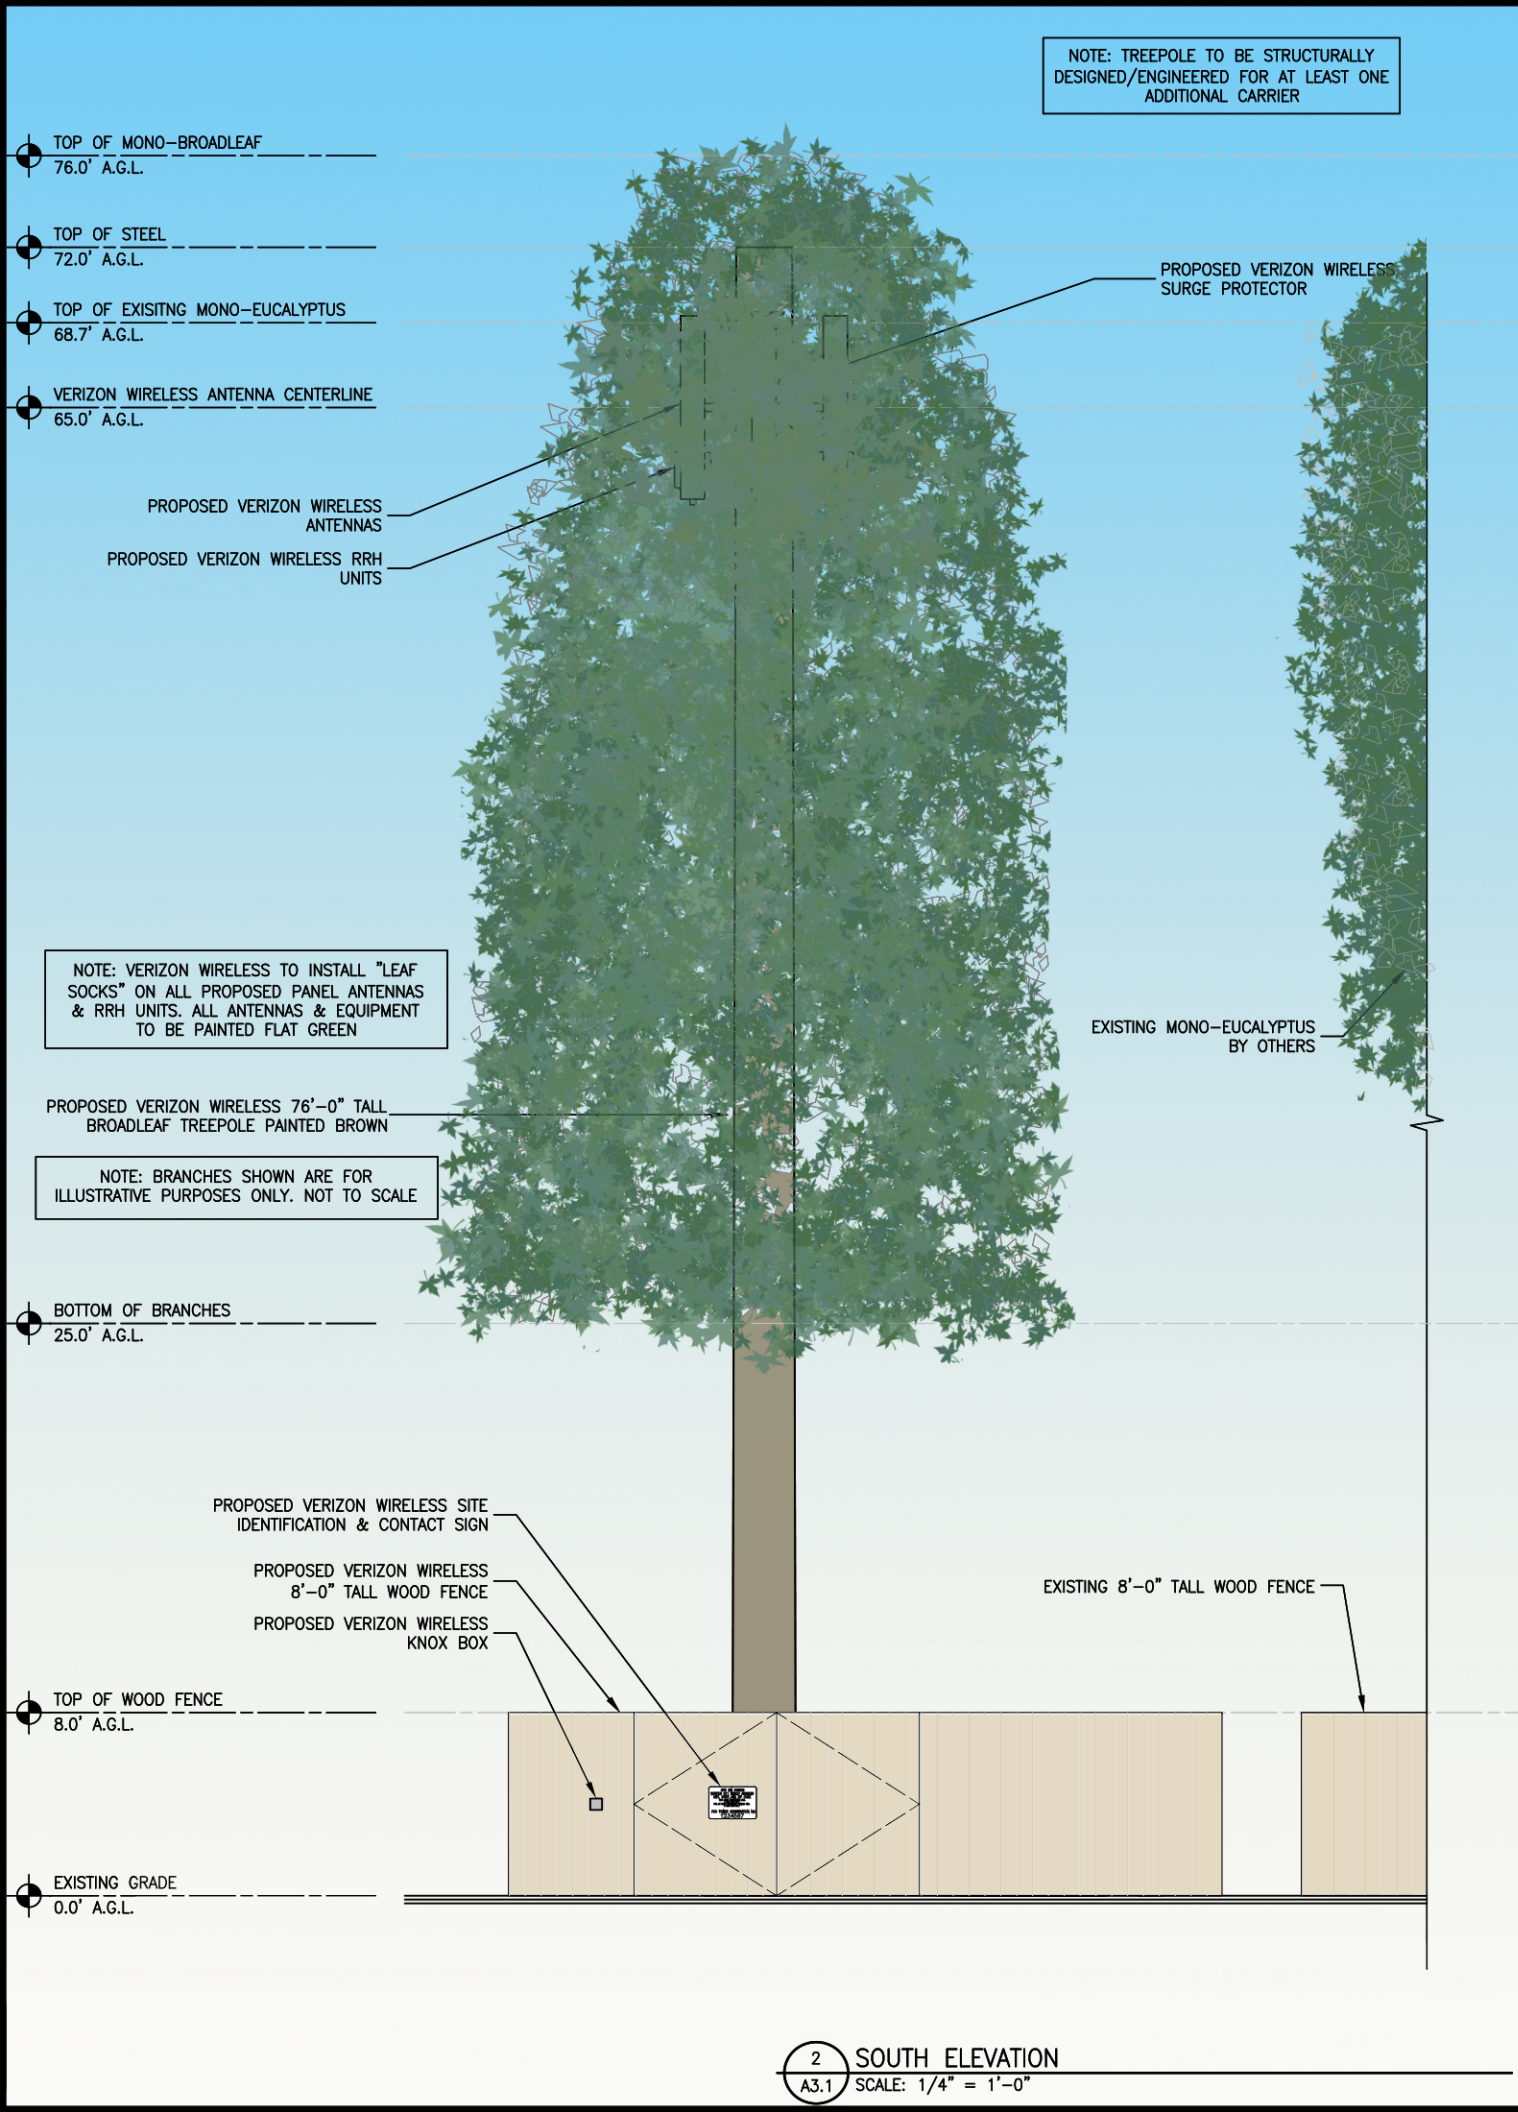 NOTE: TREEPOLE TO BE STRUCTURALLY
DESIGNED/ENGINEERED FOR AT LEAST ONE
ADDITIONAL CARRIER
TOP OF MONO-BROADLEAF
76.0' A.G.L.
TOP OF STEEL
72.0' A.G.L.
PROPOSED VERIZON WIRELESS
SURGE PROTECTOR
TOP OF EXISITNG MONO-EUCALYPTUS
68.7' A.G.L.
VERIZON WIRELESS ANTENNA CENTERLINE
65.0' A.G.L.
PROPOSED VERIZON WIRELESS
ANTENNAS
PROPOSED VERIZON WIRELESS RRH
UNITS
NOTE: VERIZON WIRELESS TO INSTALL "LEAF
SOCKS" ON ALL PROPOSED PANEL ANTENNAS
& RRH UNITS. ALL ANTENNAS & EQUIPMENT
TO BE PAINTED FLAT GREEN
EXISTING MONO-EUCALYPTUS
BY OTHERS
PROPOSED VERIZON WIRELESS 76'-0" TALL
BROADLEAF TREEPOLE PAINTED BROWN
NOTE: BRANCHES SHOWN ARE FOR
ILLUSTRATIVE PURPOSES ONLY. NOT TO SCALE
BOTTOM OF BRANCHES
25.0' A.G.L.
PROPOSED VERIZON WIRELESS SITE
IDENTIFICATION & CONTACT SIGN
PROPOSED VERIZON WIRELESS
8'-0" TALL WOOD FENCE
EXISTING 8'-0" TALL WOOD FENCE
PROPOSED VERIZON WIRELESS
KNOX BOX
TOP OF WOOD FENCE
8.0' A.G.L.
EXISTING GRADE
0.0' A.G.L.
2
A3.1
SOUTH ELEVATION
SCALE: 1/4" = 1'-0"